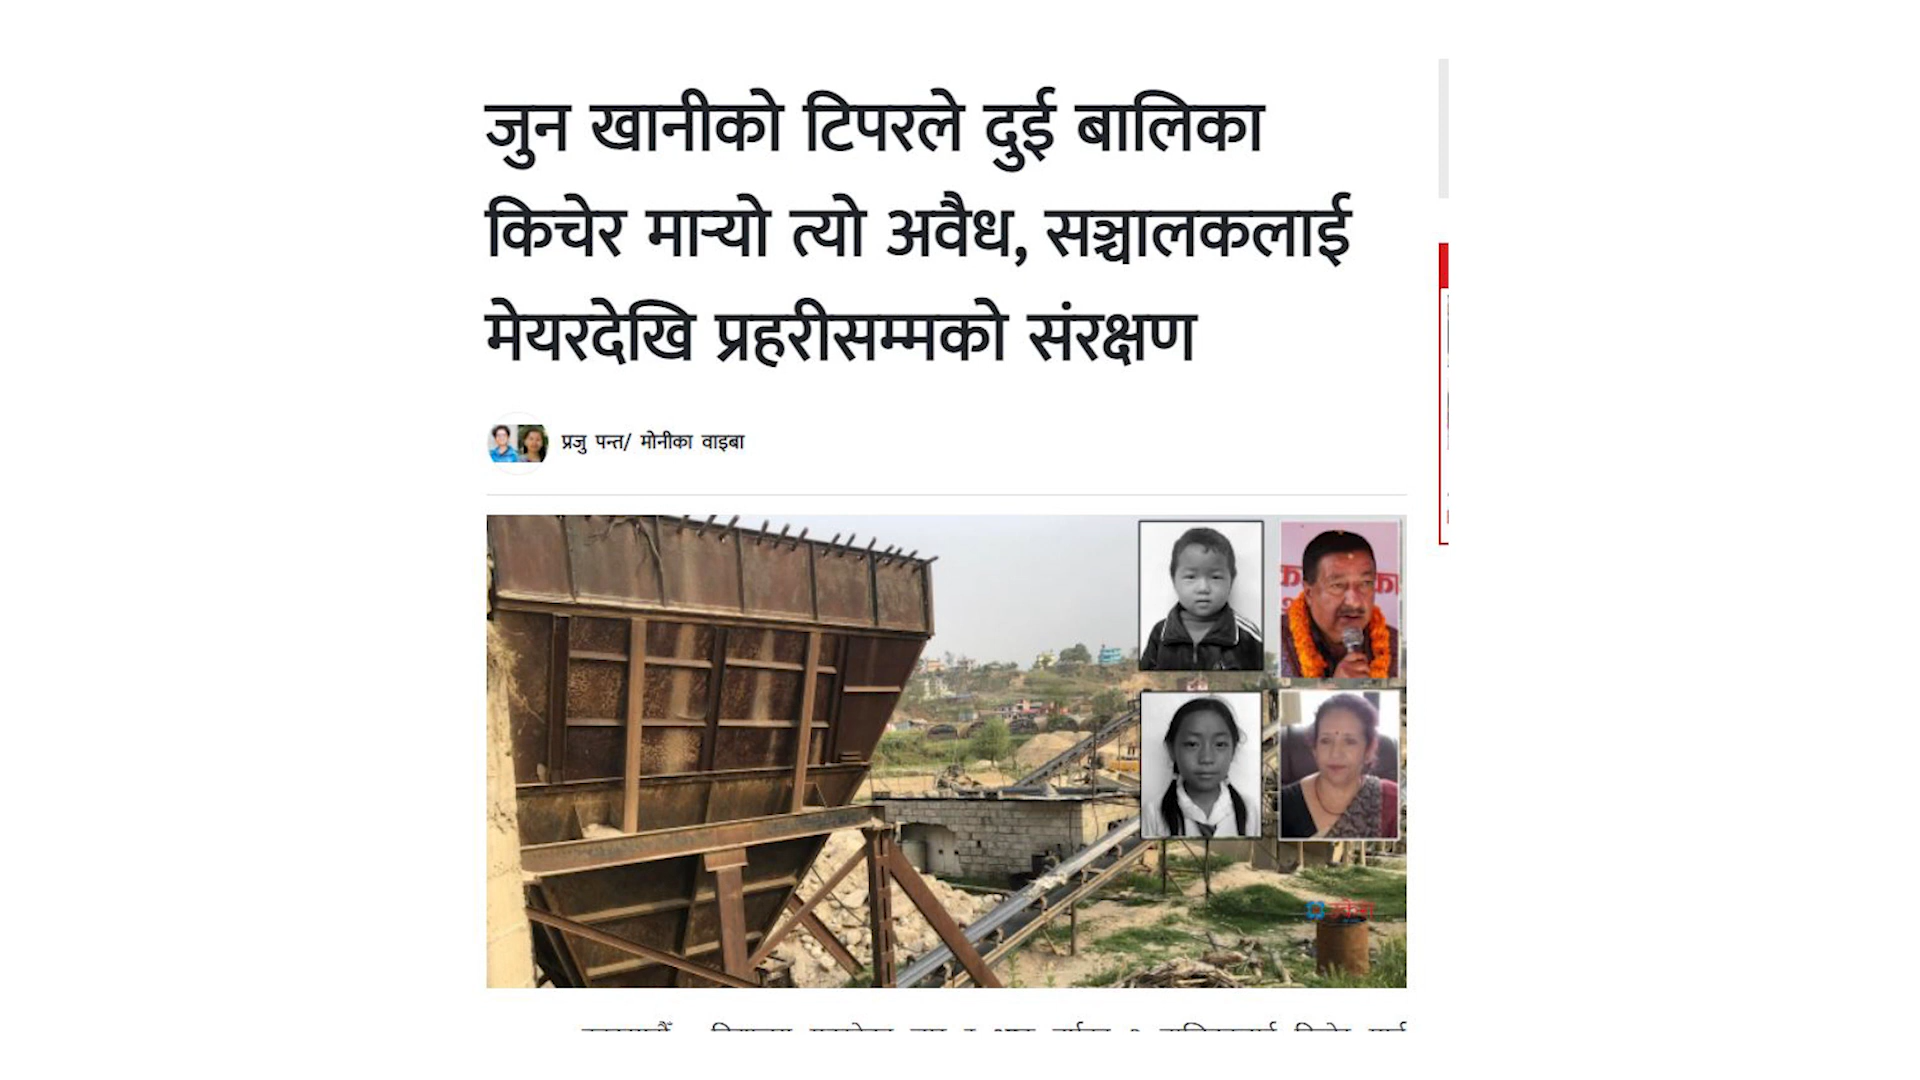 जुन खानीको टिपरले दुई बालिका
किचेर मार्‍यो त्यो अवैध, सञ्चालकलाई
मेयरदेखि प्रहरीसम्मको संरक्षण
प्रजु पन्त/ मोनीका वाइबा